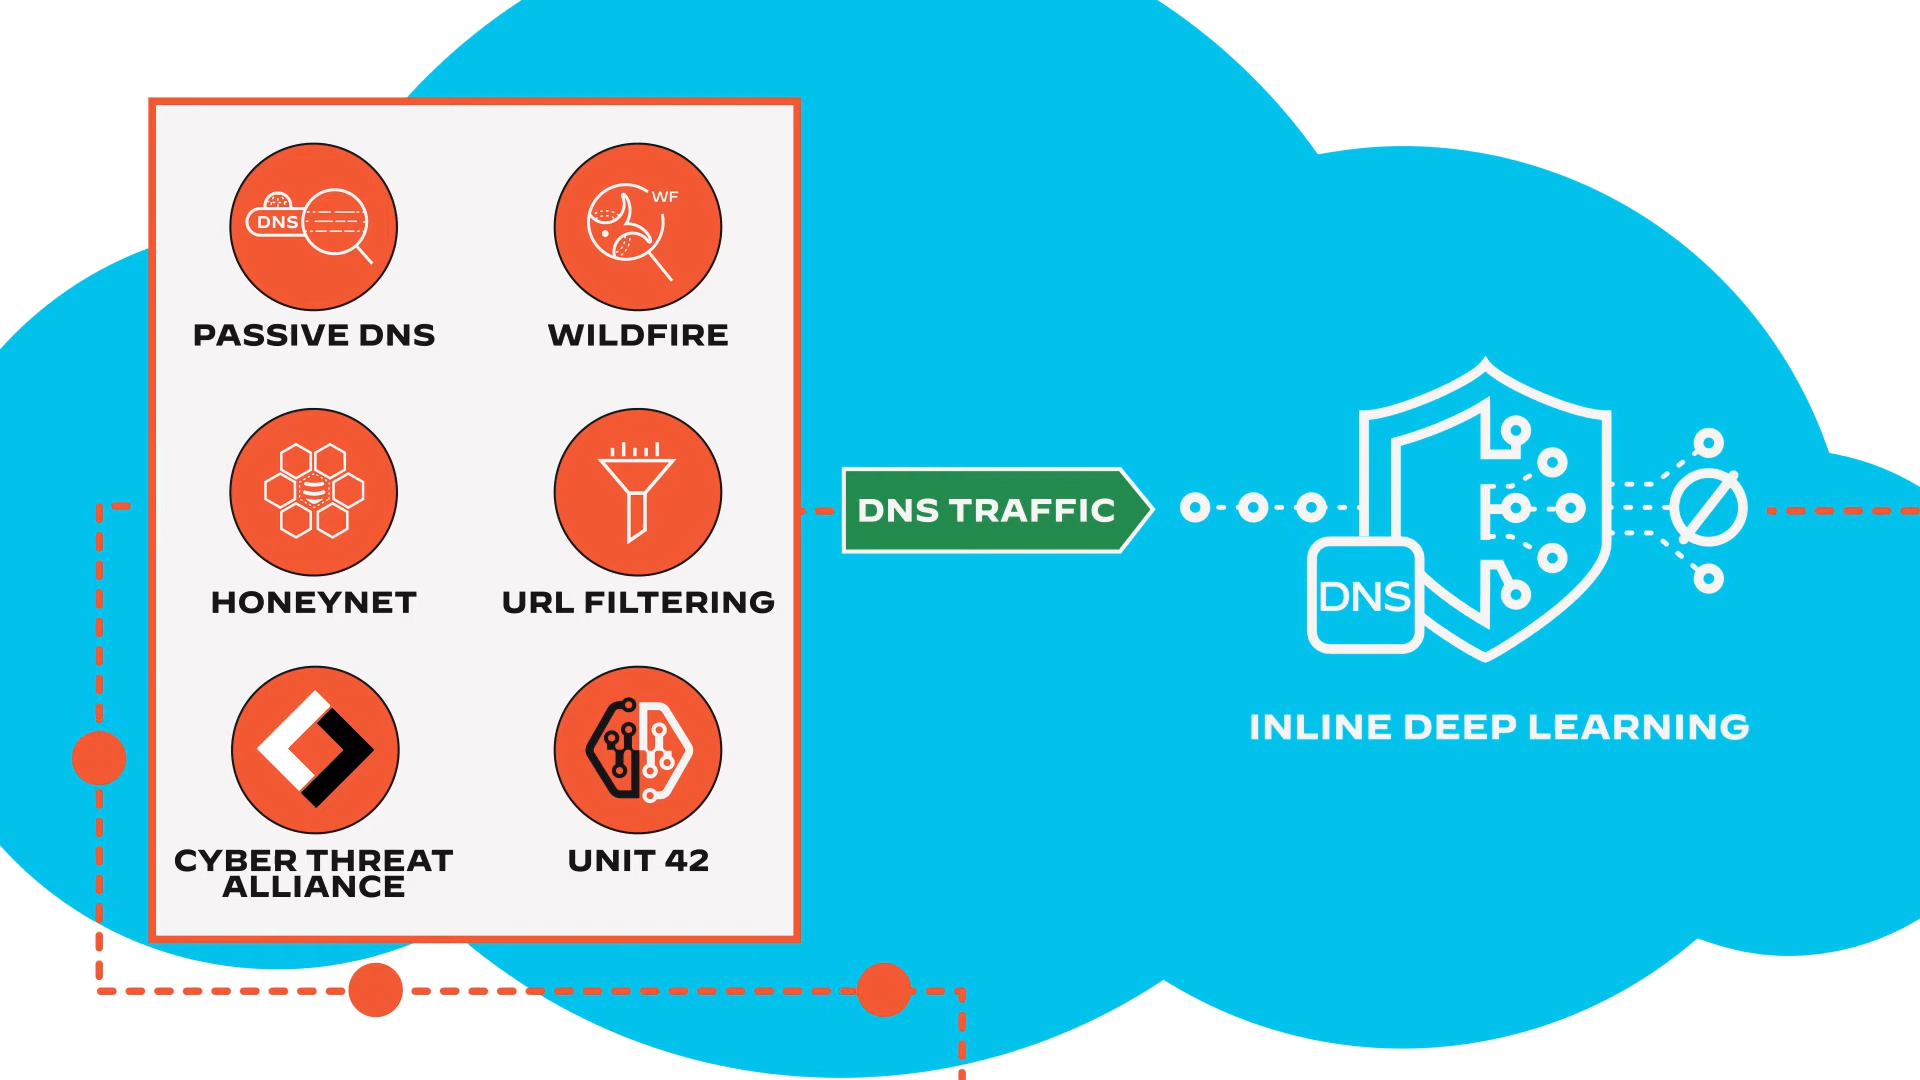 DNS
WF
PASSIVE DNS
WILDFIRE
HONEYNET
URL FILTERING
CYBER THREAT
ALLIANCE
UNIT 42
DNS TRAFFIC
DNS
INLINE DEEP LEARNING